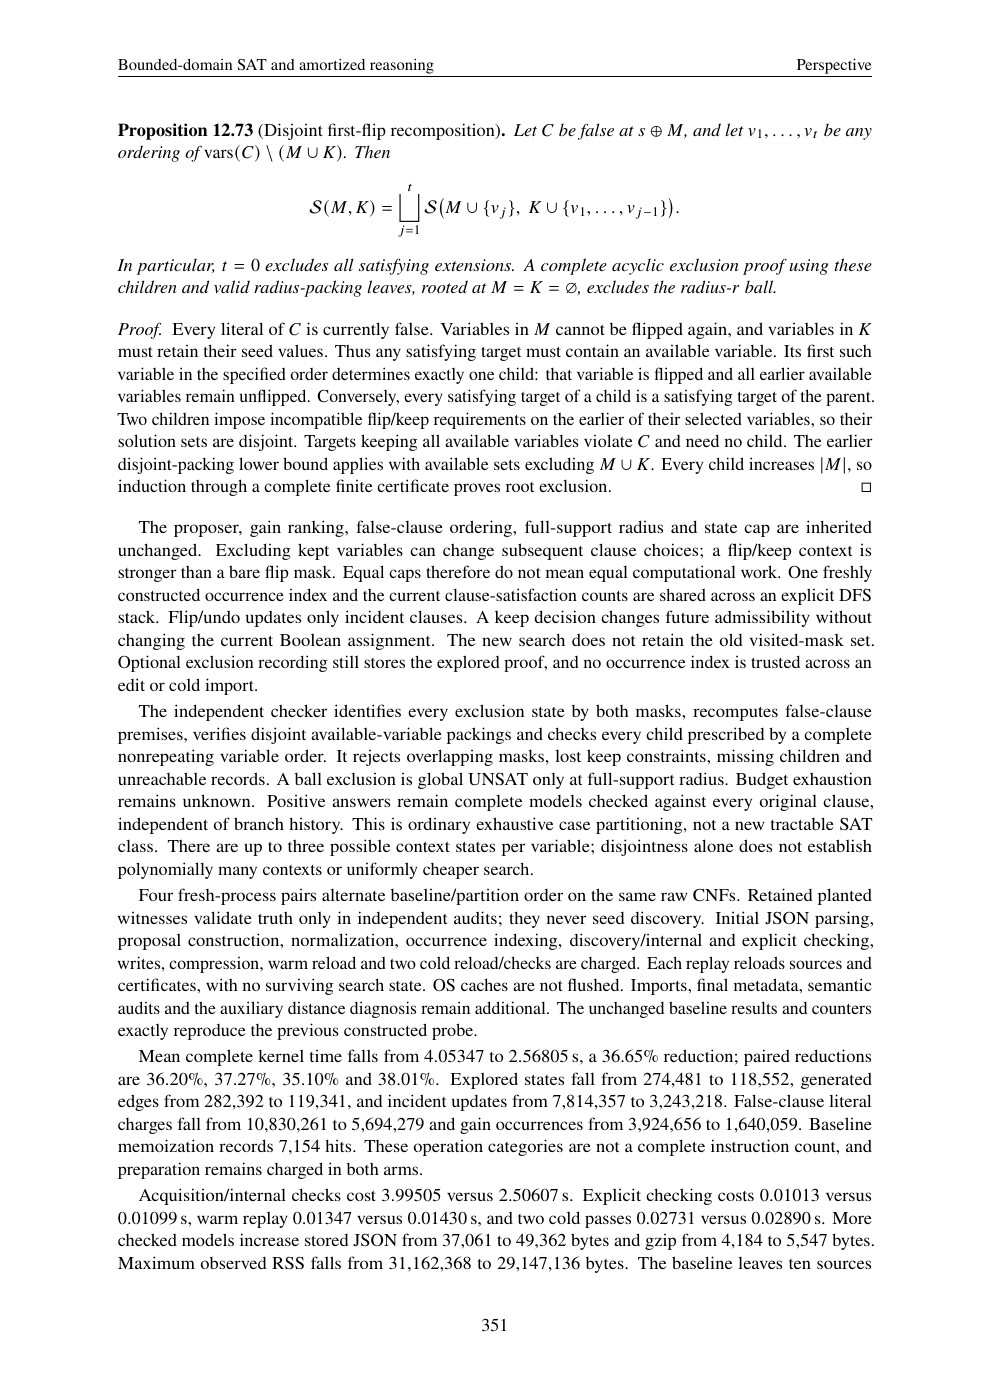 Bounded-domain SAT and amortized reasoning Perspective
Proposition 12.73 (Disjoint first-flip recomposition). Let C be false at s ⊕ M, and let v1, . . . , vt be any
ordering of vars(C) \ (M ∪ K). Then
S(M, K) = ⨆_{j=1}^{t} S(M ∪ {v_j}, K ∪ {v_1, . . . , v_{j−1}}).
In particular, t = 0 excludes all satisfying extensions. A complete acyclic exclusion proof using these
children and valid radius-packing leaves, rooted at M = K = ∅, excludes the radius-r ball.
Proof. Every literal of C is currently false. Variables in M cannot be flipped again, and variables in K
must retain their seed values. Thus any satisfying target must contain an available variable. Its first such
variable in the specified order determines exactly one child: that variable is flipped and all earlier available
variables remain unflipped. Conversely, every satisfying target of a child is a satisfying target of the parent.
Two children impose incompatible flip/keep requirements on the earlier of their selected variables, so their
solution sets are disjoint. Targets keeping all available variables violate C and need no child. The earlier
disjoint-packing lower bound applies with available sets excluding M ∪ K. Every child increases |M|, so
induction through a complete finite certificate proves root exclusion. □
The proposer, gain ranking, false-clause ordering, full-support radius and state cap are inherited
unchanged. Excluding kept variables can change subsequent clause choices; a flip/keep context is
stronger than a bare flip mask. Equal caps therefore do not mean equal computational work. One freshly
constructed occurrence index and the current clause-satisfaction counts are shared across an explicit DFS
stack. Flip/undo updates only incident clauses. A keep decision changes future admissibility without
changing the current Boolean assignment. The new search does not retain the old visited-mask set.
Optional exclusion recording still stores the explored proof, and no occurrence index is trusted across an
edit or cold import.
The independent checker identifies every exclusion state by both masks, recomputes false-clause
premises, verifies disjoint available-variable packings and checks every child prescribed by a complete
nonrepeating variable order. It rejects overlapping masks, lost keep constraints, missing children and
unreachable records. A ball exclusion is global UNSAT only at full-support radius. Budget exhaustion
remains unknown. Positive answers remain complete models checked against every original clause,
independent of branch history. This is ordinary exhaustive case partitioning, not a new tractable SAT
class. There are up to three possible context states per variable; disjointness alone does not establish
polynomially many contexts or uniformly cheaper search.
Four fresh-process pairs alternate baseline/partition order on the same raw CNFs. Retained planted
witnesses validate truth only in independent audits; they never seed discovery. Initial JSON parsing,
proposal construction, normalization, occurrence indexing, discovery/internal and explicit checking,
writes, compression, warm reload and two cold reload/checks are charged. Each replay reloads sources and
certificates, with no surviving search state. OS caches are not flushed. Imports, final metadata, semantic
audits and the auxiliary distance diagnosis remain additional. The unchanged baseline results and counters
exactly reproduce the previous constructed probe.
Mean complete kernel time falls from 4.05347 to 2.56805 s, a 36.65% reduction; paired reductions
are 36.20%, 37.27%, 35.10% and 38.01%. Explored states fall from 274,481 to 118,552, generated
edges from 282,392 to 119,341, and incident updates from 7,814,357 to 3,243,218. False-clause literal
charges fall from 10,830,261 to 5,694,279 and gain occurrences from 3,924,656 to 1,640,059. Baseline
memoization records 7,154 hits. These operation categories are not a complete instruction count, and
preparation remains charged in both arms.
Acquisition/internal checks cost 3.99505 versus 2.50607 s. Explicit checking costs 0.01013 versus
0.01099 s, warm replay 0.01347 versus 0.01430 s, and two cold passes 0.02731 versus 0.02890 s. More
checked models increase stored JSON from 37,061 to 49,362 bytes and gzip from 4,184 to 5,547 bytes.
Maximum observed RSS falls from 31,162,368 to 29,147,136 bytes. The baseline leaves ten sources
351